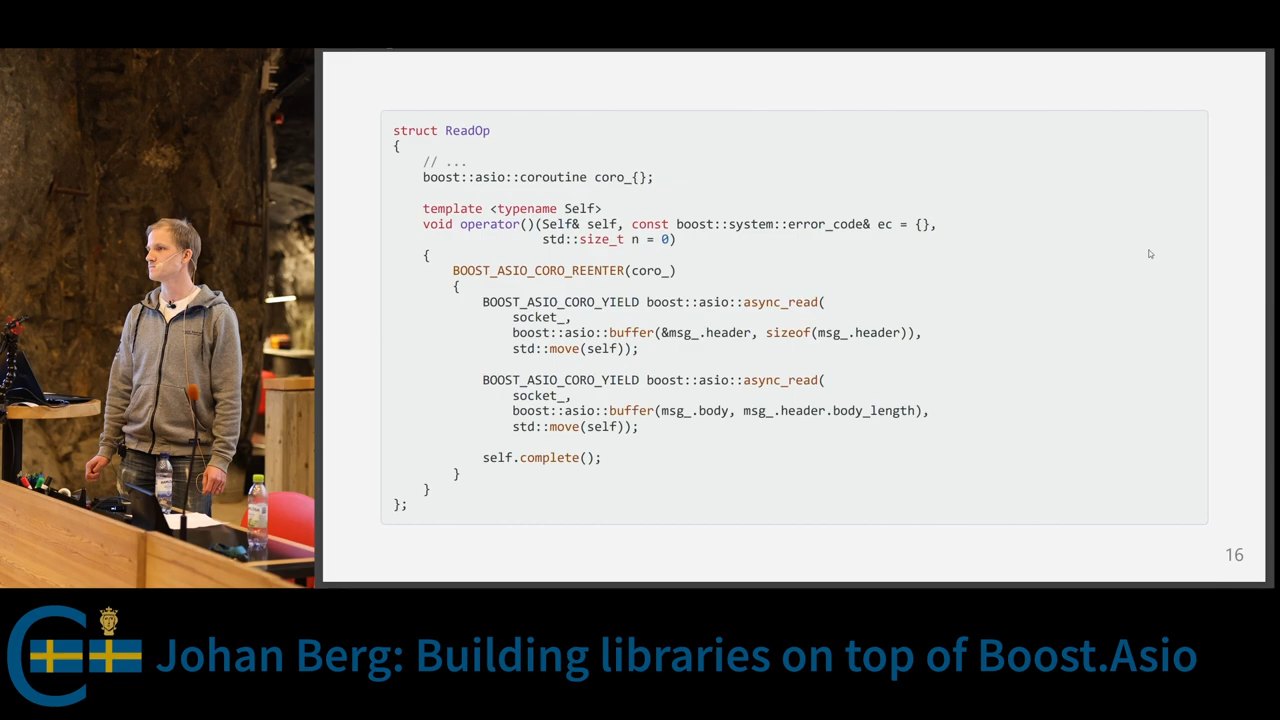 struct ReadOp
{
// ...
boost::asio::coroutine coro_{};
template <typename Self>
void operator()(Self& self, const boost::system::error_code& ec = {},
std::size_t n = 0)
{
BOOST_ASIO_CORO_REENTER(coro_)
{
BOOST_ASIO_CORO_YIELD boost::asio::async_read(
socket_,
boost::asio::buffer(&msg_.header, sizeof(msg_.header)),
std::move(self));
BOOST_ASIO_CORO_YIELD boost::asio::async_read(
socket_,
boost::asio::buffer(msg_.body, msg_.header.body_length),
std::move(self));
self.complete();
}
}
};
16
Johan Berg: Building libraries on top of Boost.Asio